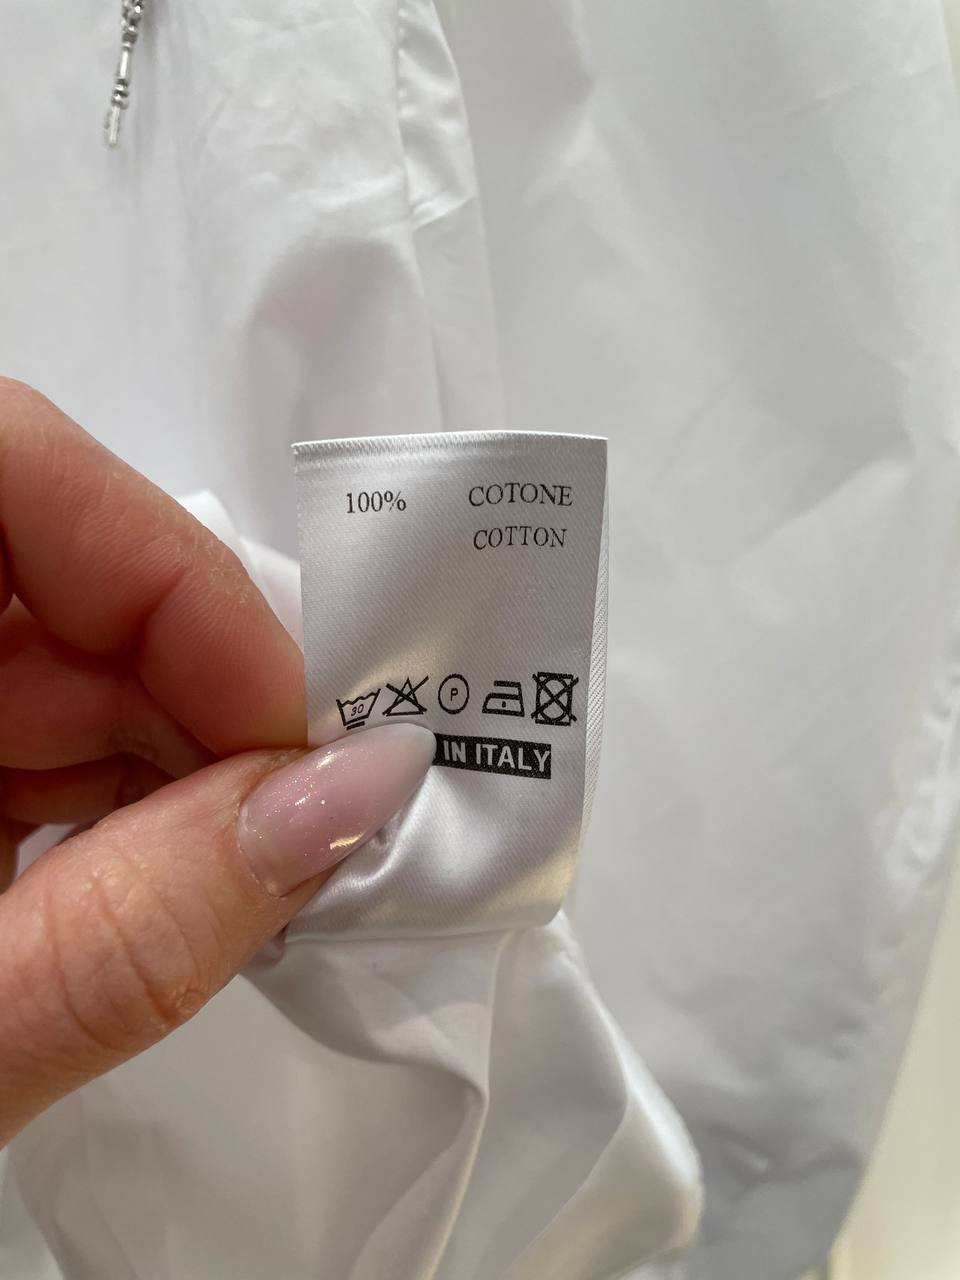 100% COTONE
COTTON
30 P
IN ITALY